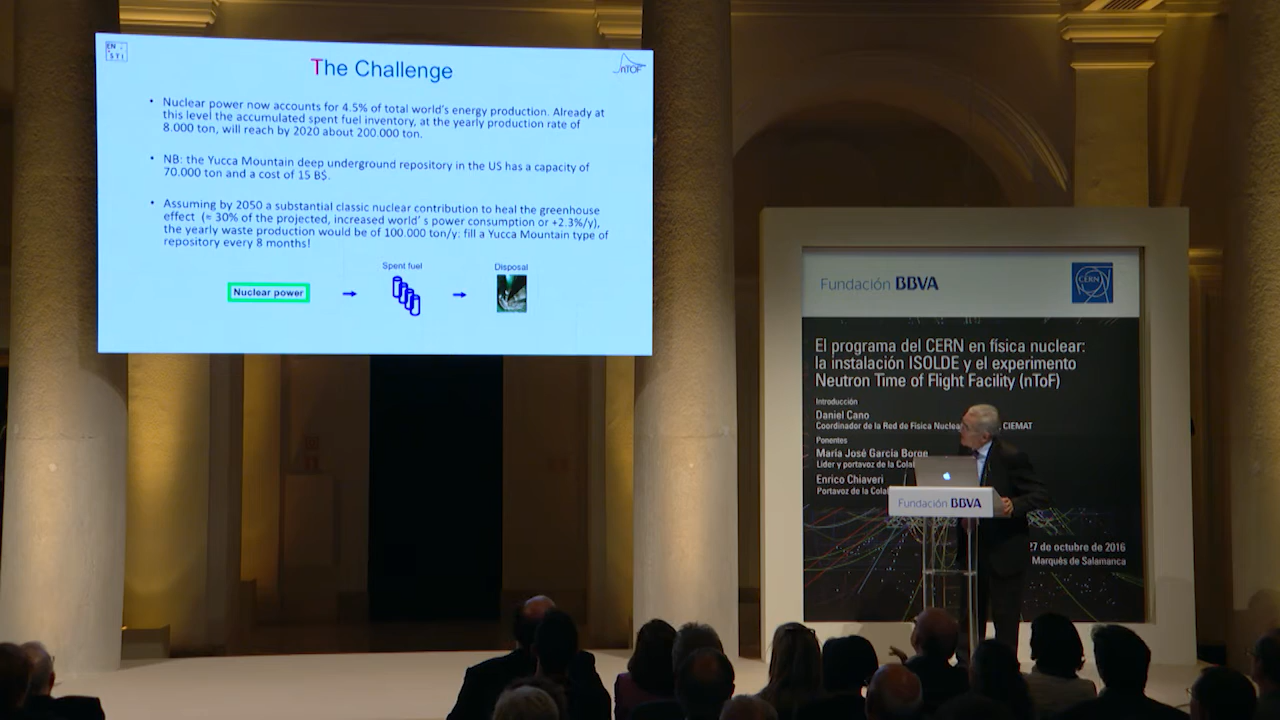 EN
STI
The Challenge
nTOF
• Nuclear power now accounts for 4.5% of total world's energy production. Already at
this level the accumulated spent fuel inventory, at the yearly production rate of
8.000 ton, will reach by 2020 about 200.000 ton.
• NB: the Yucca Mountain deep underground repository in the US has a capacity of
70.000 ton and a cost of 15 B$.
• Assuming by 2050 a substantial classic nuclear contribution to heal the greenhouse
effect (≈ 30% of the projected, increased world' s power consumption or +2.3%/y),
the yearly waste production would be of 100.000 ton/y: fill a Yucca Mountain type of
repository every 8 months!
Spent fuel
Disposal
Nuclear power
Fundación BBVA
CERN
El programa del CERN en física nuclear:
la instalación ISOLDE y el experimento
Neutron Time of Flight Facility (nToF)
Introducción
Daniel Cano
Coordinador de la Red de Física Nuclea , CIEMAT
Ponentes
María José García Borge
Líder y portavoz de la Cola
Enrico Chiaveri
Portavoz de la Cola
Fundación BBVA
27 de octubre de 2016
Marqués de Salamanca